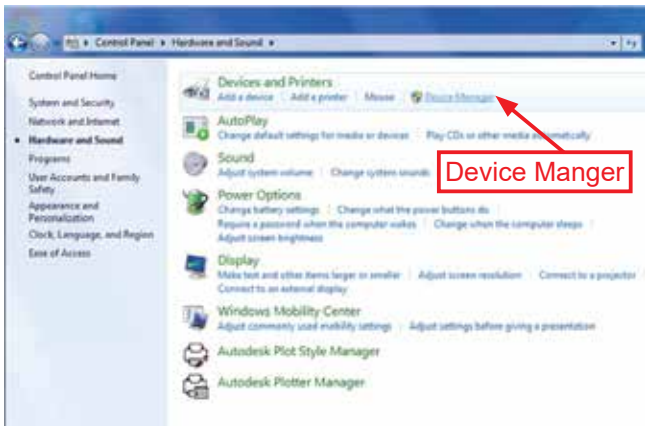 Control Panel ▸ Hardware and Sound ▸
Control Panel Home
System and Security
Network and Internet
Hardware and Sound
Programs
User Accounts and Family
Safety
Appearance and
Personalization
Clock, Language, and Region
Ease of Access
Devices and Printers
Add a device Add a printer Mouse Device Manager
AutoPlay
Change default settings for media or devices Play CDs or other media automatically
Sound
Adjust system volume Change system sounds
Device Manger
Power Options
Change battery settings Change what the power buttons do
Require a password when the computer wakes Change when the computer sleeps
Adjust screen brightness
Display
Make text and other items larger or smaller Adjust screen resolution Connect to a projector
Connect to an external display
Windows Mobility Center
Adjust commonly used mobility settings Adjust settings before giving a presentation
Autodesk Plot Style Manager
Autodesk Plotter Manager